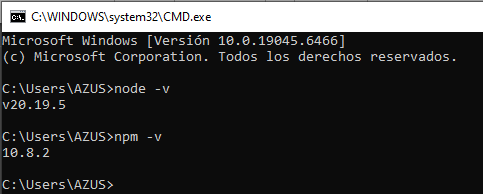 C:\WINDOWS\system32\CMD.exe
Microsoft Windows [Versión 10.0.19045.6466]
(c) Microsoft Corporation. Todos los derechos reservados.
C:\Users\AZUS>node -v
v20.19.5
C:\Users\AZUS>npm -v
10.8.2
C:\Users\AZUS>